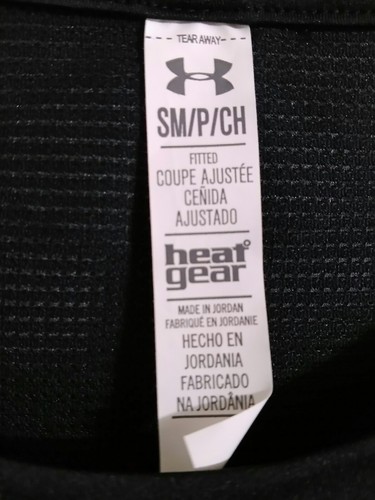 TEAR AWAY
SM/P/CH
FITTED
COUPE AJUSTÉE
CEÑIDA
AJUSTADO
heat
gear
MADE IN JORDAN
FABRIQUÉ EN JORDANIE
HECHO EN
JORDANIA
FABRICADO
NA JORDÂNIA